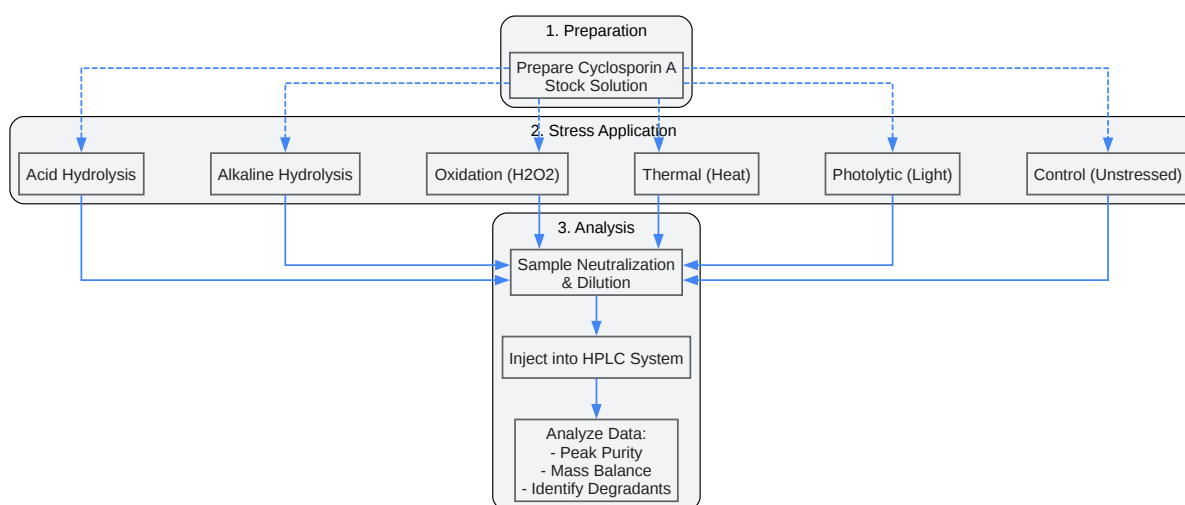 1. Preparation
Prepare Cyclosporin A
Stock Solution
2. Stress Application
Acid Hydrolysis
Alkaline Hydrolysis
Oxidation (H2O2)
Thermal (Heat)
Photolytic (Light)
Control (Unstressed)
3. Analysis
Sample Neutralization
& Dilution
Inject into HPLC System
Analyze Data:
- Peak Purity
- Mass Balance
- Identify Degradants